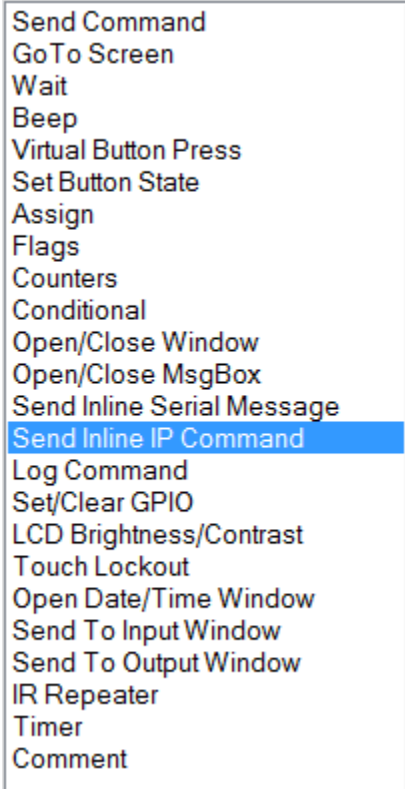 Send Command
GoTo Screen
Wait
Beep
Virtual Button Press
Set Button State
Assign
Flags
Counters
Conditional
Open/Close Window
Open/Close MsgBox
Send Inline Serial Message
Send Inline IP Command
Log Command
Set/Clear GPIO
LCD Brightness/Contrast
Touch Lockout
Open Date/Time Window
Send To Input Window
Send To Output Window
IR Repeater
Timer
Comment